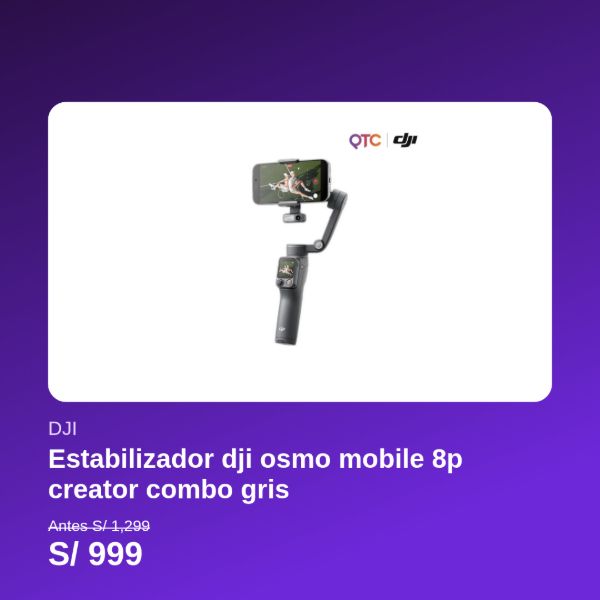 QTC | dji
DJI
Estabilizador dji osmo mobile 8p
creator combo gris
Antes S/ 1,299
S/ 999